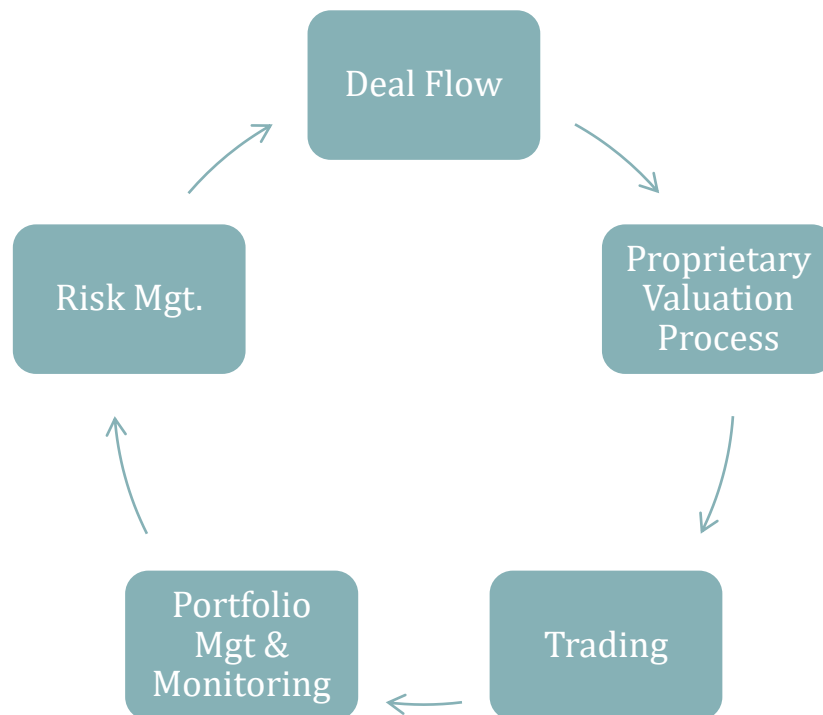 Deal Flow
Proprietary
Valuation
Process
Trading
Portfolio
Mgt &
Monitoring
Risk Mgt.